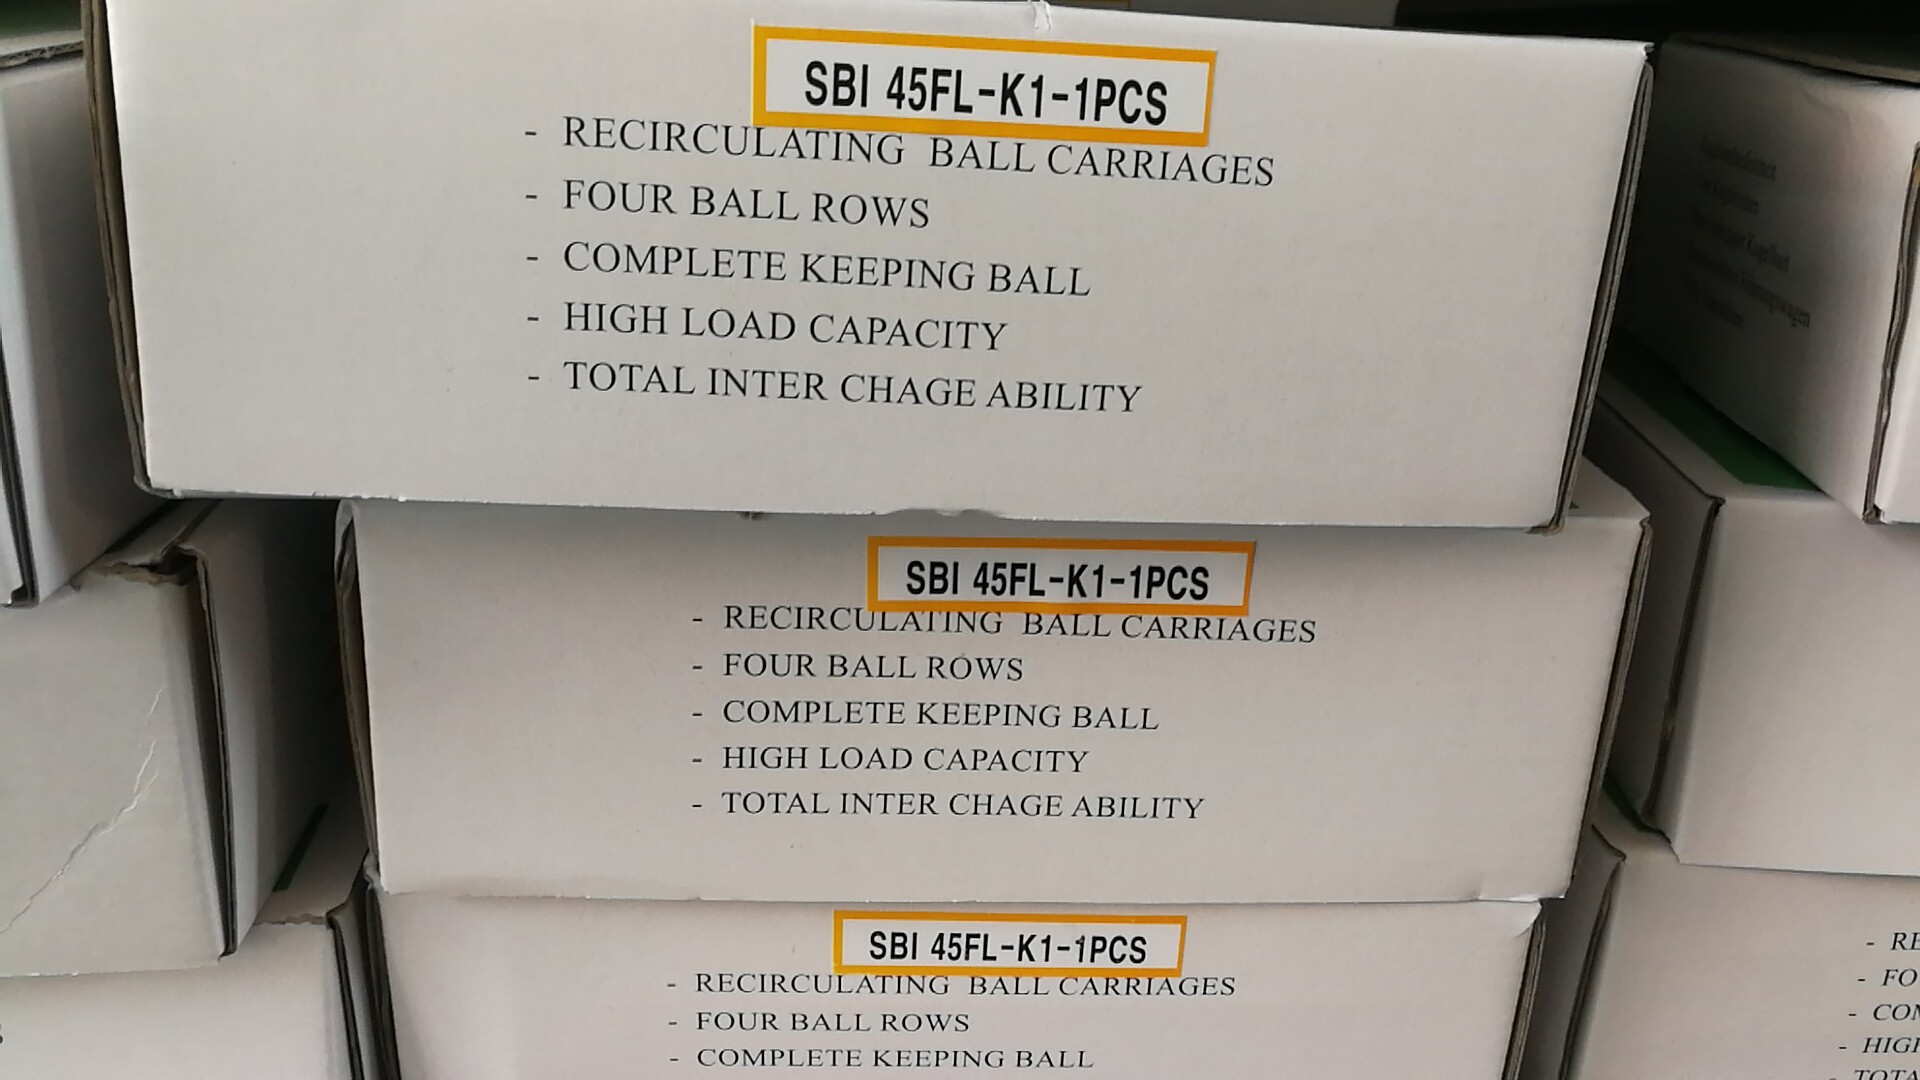 SBI 45FL-K1-1PCS
- RECIRCULATING BALL CARRIAGES
- FOUR BALL ROWS
- COMPLETE KEEPING BALL
- HIGH LOAD CAPACITY
- TOTAL INTER CHAGE ABILITY
SBI 45FL-K1-1PCS
- RECIRCULATING BALL CARRIAGES
- FOUR BALL ROWS
- COMPLETE KEEPING BALL
- HIGH LOAD CAPACITY
- TOTAL INTER CHAGE ABILITY
SBI 45FL-K1-1PCS
- RECIRCULATING BALL CARRIAGES
- FOUR BALL ROWS
- COMPLETE KEEPING BALL